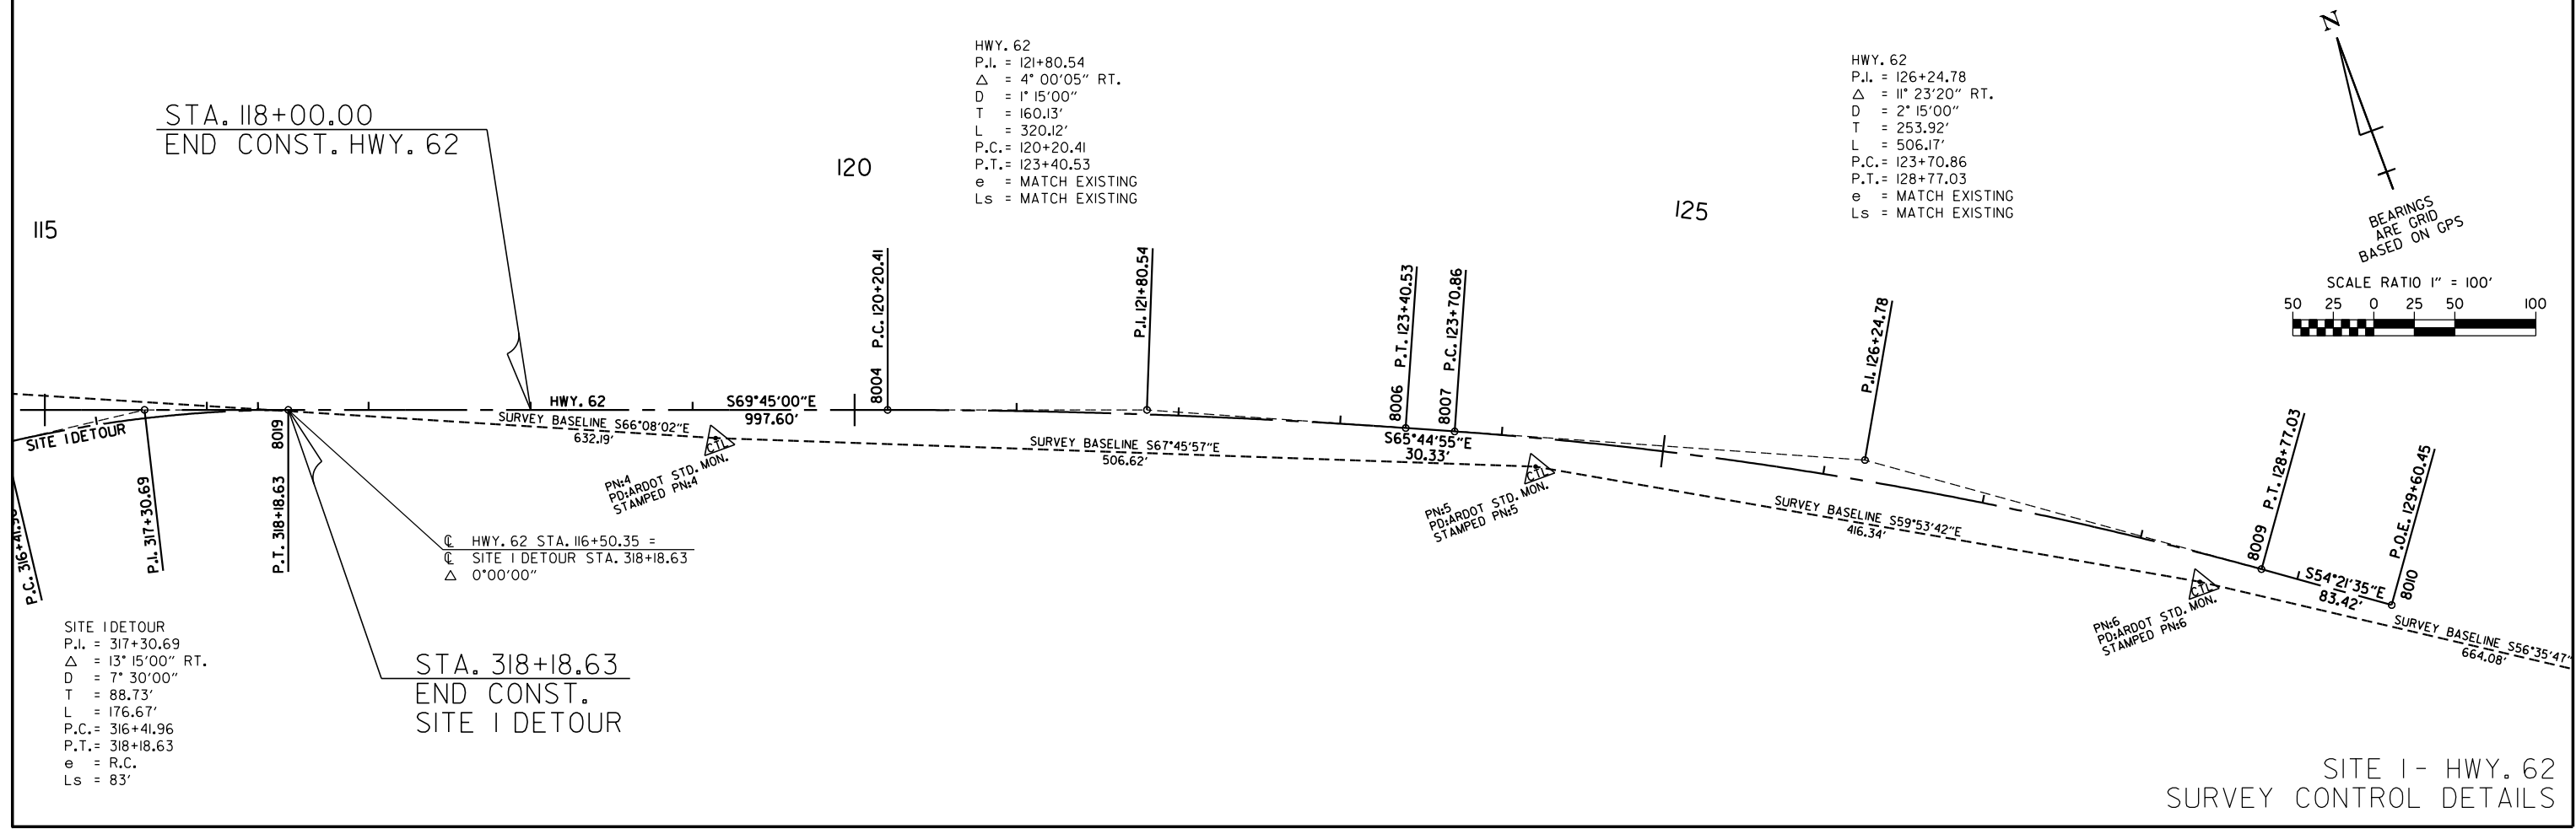 HWY. 62
P.I. = 121+80.54
△ = 4° 00'05" RT.
D = 1° 15'00"
T = 160.13'
L = 320.12'
P.C.= 120+20.41
P.T.= 123+40.53
e = MATCH EXISTING
Ls = MATCH EXISTING
HWY. 62
P.I. = 126+24.78
△ = 11° 23'20" RT.
D = 2° 15'00"
T = 253.92'
L = 506.17'
P.C.= 123+70.86
P.T.= 128+77.03
e = MATCH EXISTING
Ls = MATCH EXISTING
N
BEARINGS
ARE GRID
BASED ON GPS
SCALE RATIO 1" = 100'
50 25 0 25 50 100
STA. 118+00.00
END CONST. HWY. 62
115
120
125
P.C. 120+20.41
8004
P.I. 121+80.54
P.T. 123+40.53
8006
P.C. 123+70.86
8007
P.I. 126+24.78
P.T. 128+77.03
8009
P.O.E. 129+60.45
8010
HWY. 62
S69°45'00"E
997.60'
SURVEY BASELINE S66°08'02"E
632.19'
SURVEY BASELINE S67°45'57"E
506.62'
S65°44'55"E
30.33'
SURVEY BASELINE S59°53'42"E
416.34'
S54°21'35"E
83.42'
SURVEY BASELINE S56°35'47"
664.08'
SITE 1 DETOUR
P.C. 316+41.96
P.I. 317+30.69
8019
P.T. 318+18.63
CTL
PN:4
PD:ARDOT STD. MON.
STAMPED PN:4
CTL
PN:5
PD:ARDOT STD. MON.
STAMPED PN:5
CTL
PN:6
PD:ARDOT STD. MON.
STAMPED PN:6
℄ HWY. 62 STA. 116+50.35 =
℄ SITE 1 DETOUR STA. 318+18.63
△ 0°00'00"
STA. 318+18.63
END CONST.
SITE 1 DETOUR
SITE 1 DETOUR
P.I. = 317+30.69
△ = 13° 15'00" RT.
D = 7° 30'00"
T = 88.73'
L = 176.67'
P.C.= 316+41.96
P.T.= 318+18.63
e = R.C.
Ls = 83'
SITE 1 - HWY. 62
SURVEY CONTROL DETAILS